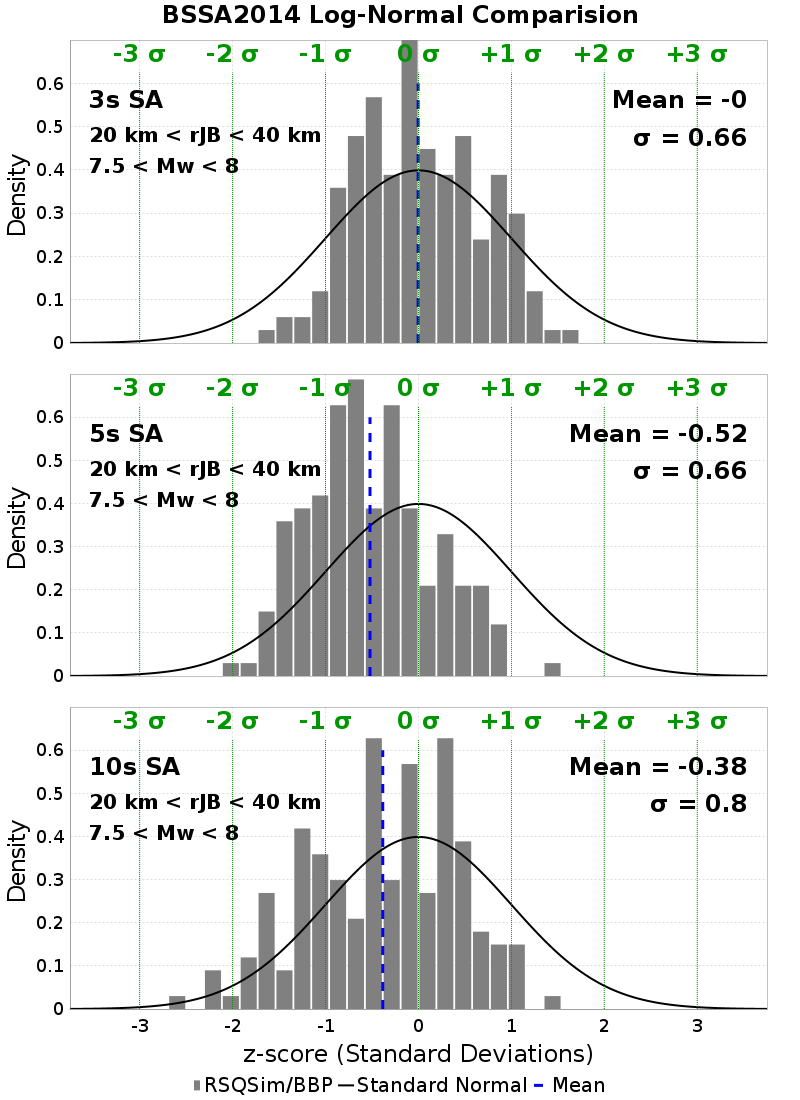 BSSA2014 Log-Normal Comparision
-3 σ -2 σ -1 σ 0 σ +1 σ +2 σ +3 σ
3s SA
Mean = -0
20 km < rJB < 40 km
σ = 0.66
7.5 < Mw < 8
Density
0.6
0.5
0.4
0.3
0.2
0.1
0
-3 σ -2 σ -1 σ 0 σ +1 σ +2 σ +3 σ
5s SA
Mean = -0.52
20 km < rJB < 40 km
σ = 0.66
7.5 < Mw < 8
Density
0.6
0.5
0.4
0.3
0.2
0.1
0
-3 σ -2 σ -1 σ 0 σ +1 σ +2 σ +3 σ
10s SA
Mean = -0.38
20 km < rJB < 40 km
σ = 0.8
7.5 < Mw < 8
Density
0.6
0.5
0.4
0.3
0.2
0.1
0
-3 -2 -1 0 1 2 3
z-score (Standard Deviations)
RSQSim/BBP Standard Normal Mean